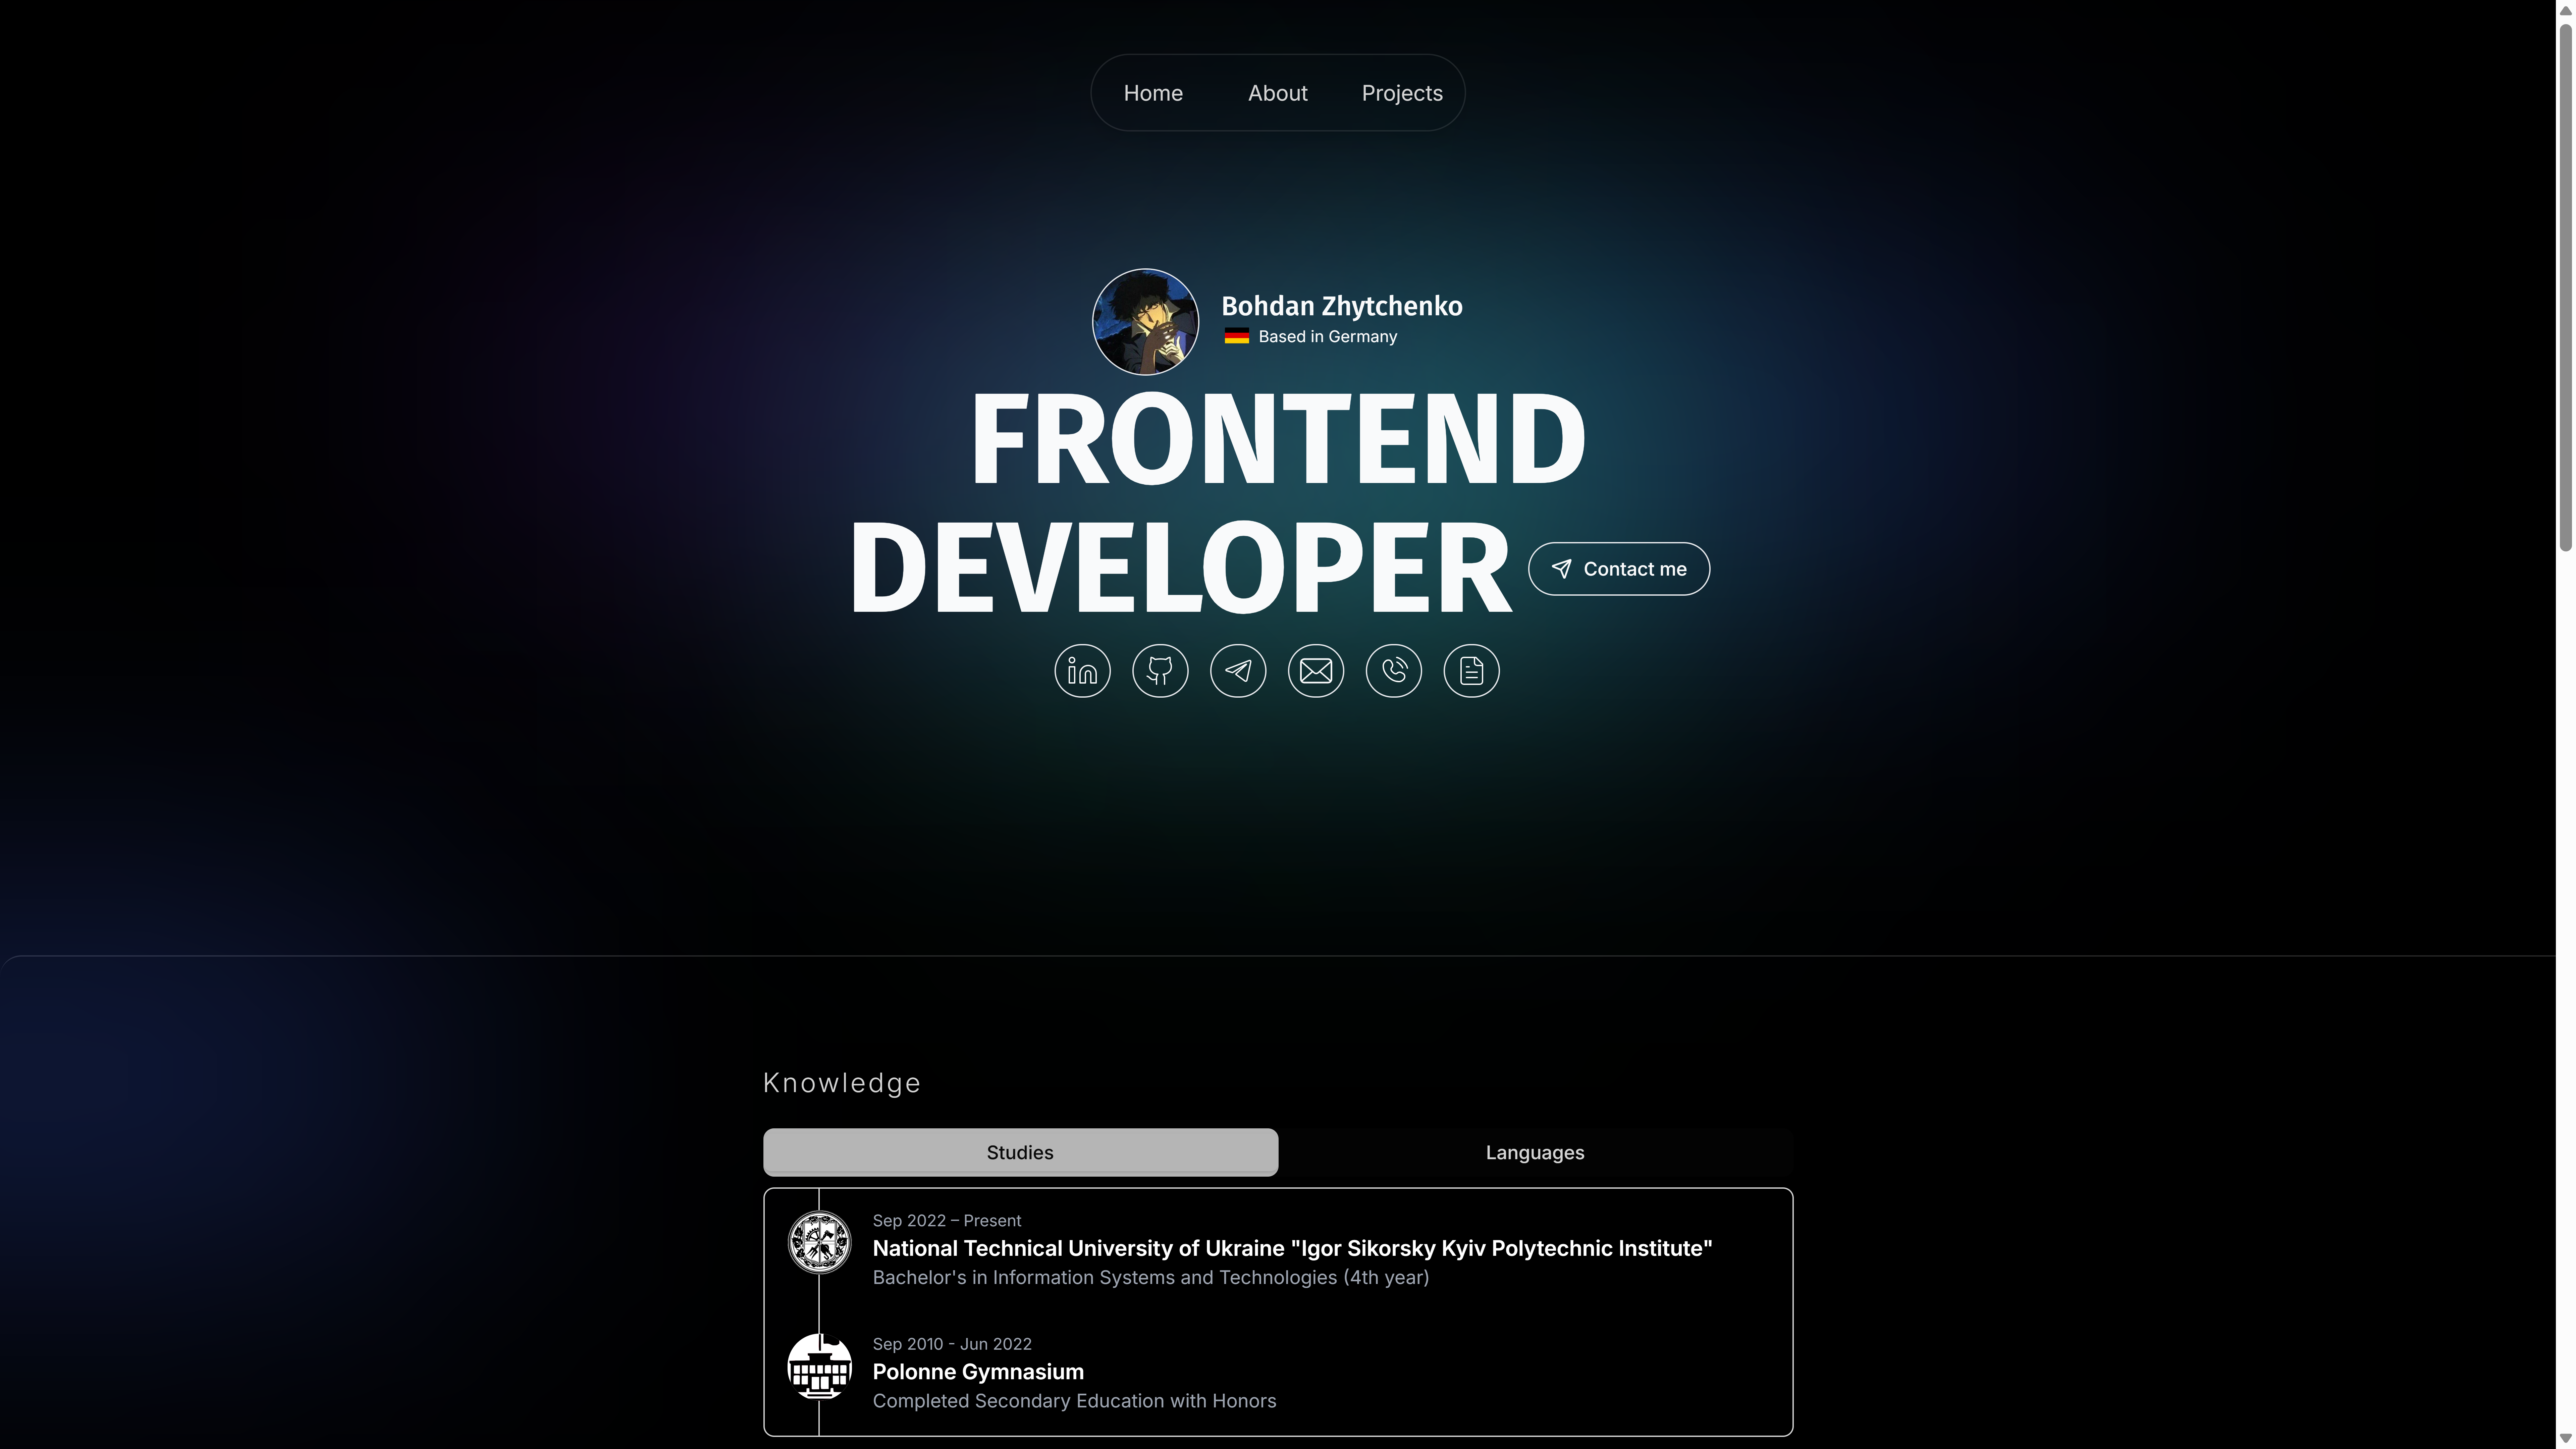 Home About Projects
Bohdan Zhytchenko
Based in Germany
FRONTEND
DEVELOPER
Contact me
Knowledge
Studies Languages
Sep 2022 – Present
National Technical University of Ukraine "Igor Sikorsky Kyiv Polytechnic Institute"
Bachelor's in Information Systems and Technologies (4th year)
Sep 2010 - Jun 2022
Polonne Gymnasium
Completed Secondary Education with Honors